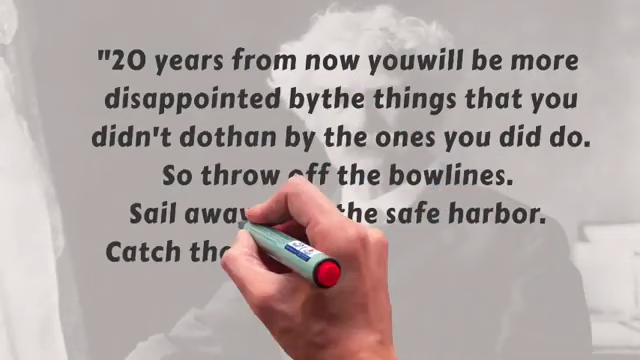 "20 years from now youwill be more
disappointed bythe things that you
didn't dothan by the ones you did do.
So throw off the bowlines.
Sail away the safe harbor.
Catch the